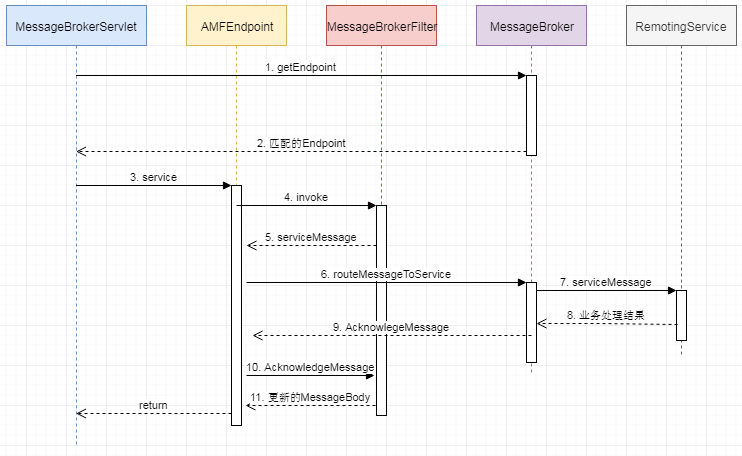 MessageBrokerServlet
AMFEndpoint
MessageBrokerFilter
MessageBroker
RemotingService
1. getEndpoint
2. 匹配的Endpoint
3. service
4. invoke
5. serviceMessage
6. routeMessageToService
7. serviceMessage
8. 业务处理结果
9. AcknowlegeMessage
10. AcknowledgeMessage
11. 更新的MessageBody
return